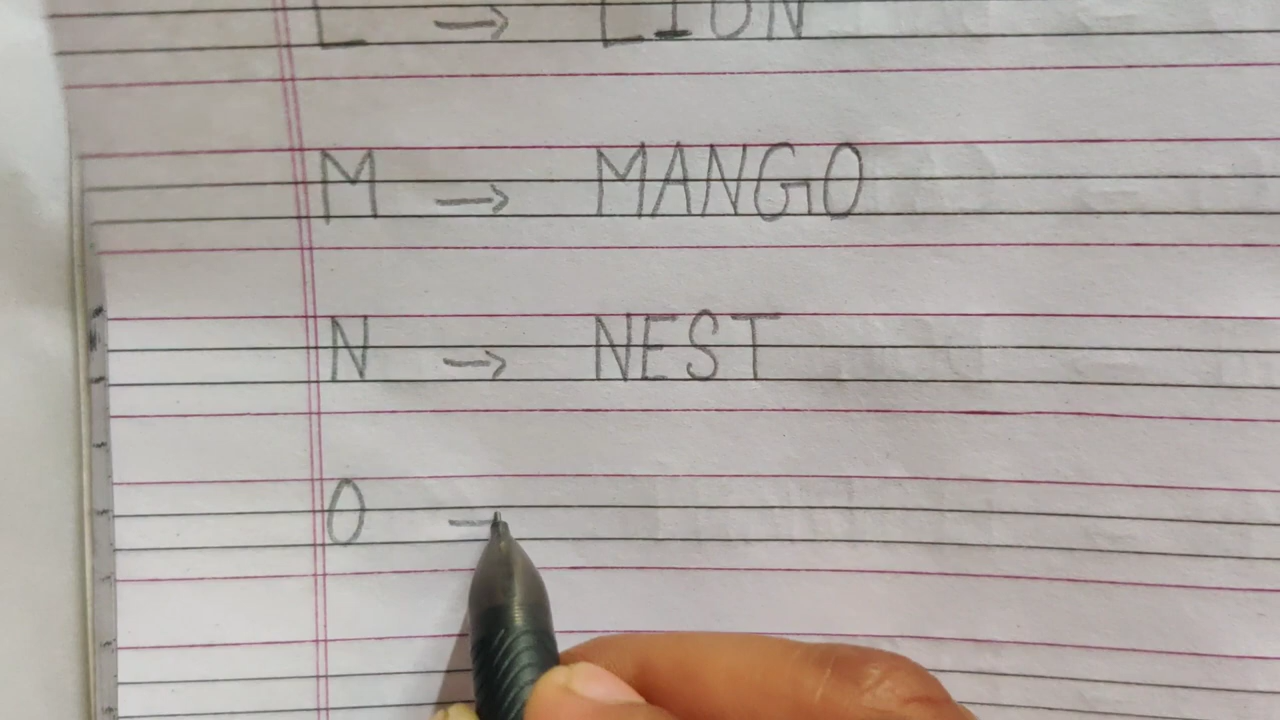 L → LION
M → MANGO
N → NEST
O –